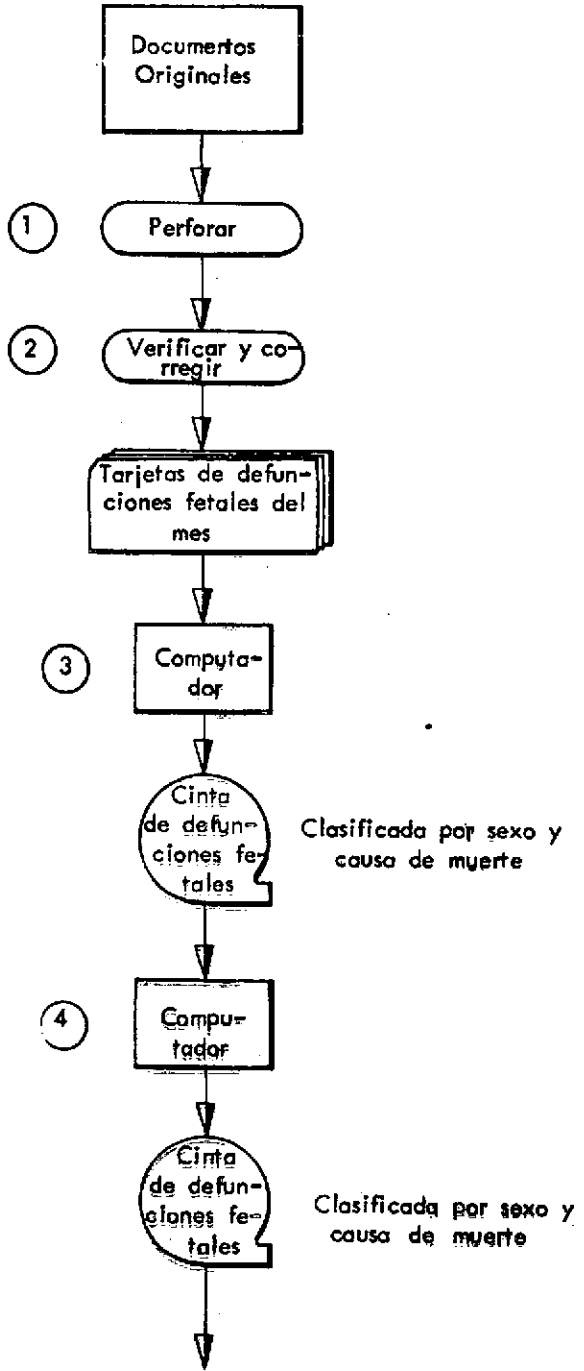 Documentos
Originales
1
Perforar
2
Verificar y co-
rregir
Tarjetas de defun-
ciones fetales del
mes
3
Computa-
dor
Cinta
de defun-
ciones fe-
tales
Clasificada por sexo y
causa de muerte
4
Compu-
tador
Cinta
de defun-
ciones fe-
tales
Clasificada por sexo y
causa de muerte